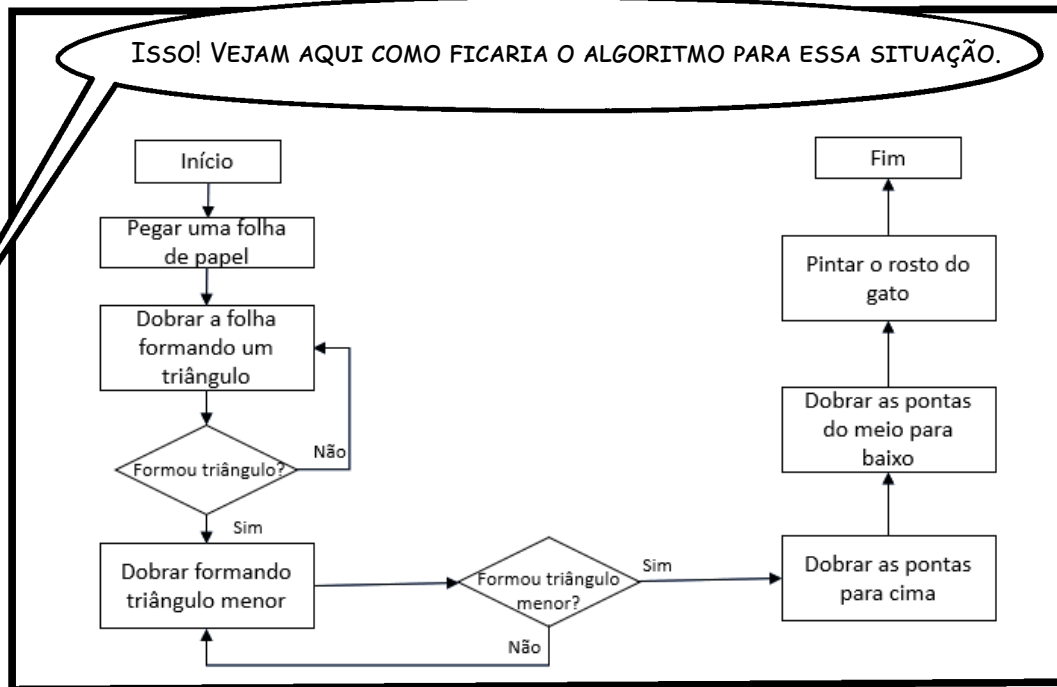 ISSO! VEJAM AQUI COMO FICARIA O ALGORITMO PARA ESSA SITUAÇÃO.
Início
Pegar uma folha
de papel
Dobrar a folha
formando um
triângulo
Formou triângulo?
Não
Sim
Dobrar formando
triângulo menor
Formou triângulo
menor?
Não
Sim
Dobrar as pontas
para cima
Dobrar as pontas
do meio para
baixo
Pintar o rosto do
gato
Fim